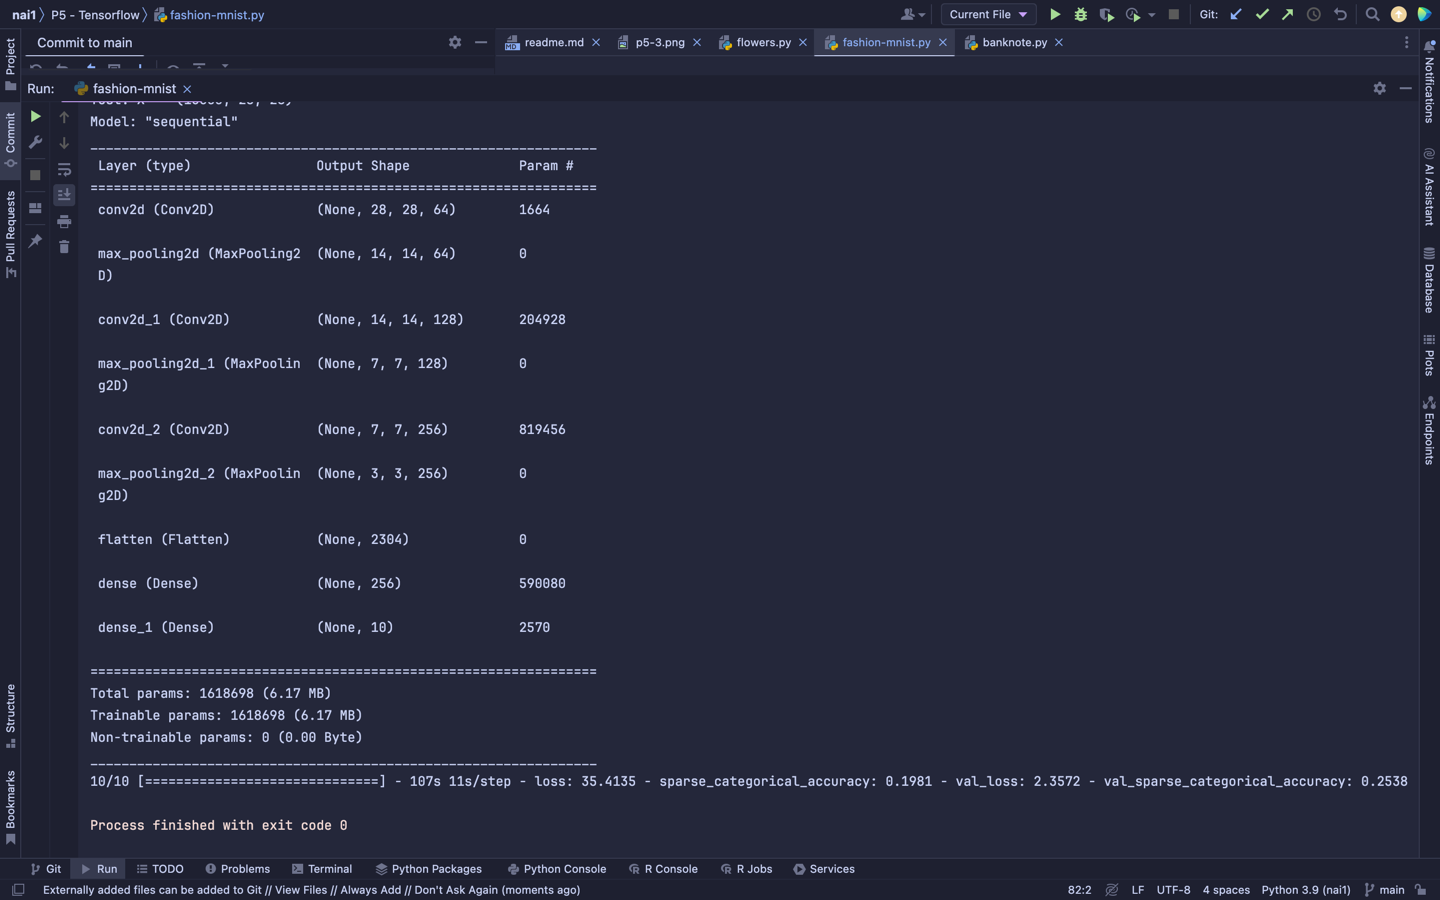 nai1 P5 - Tensorflow fashion-mnist.py Current File Git:
Commit to main readme.md p5-3.png flowers.py fashion-mnist.py banknote.py
Run: fashion-mnist
Model: "sequential"
_________________________________________________________________
Layer (type) Output Shape Param #
=================================================================
conv2d (Conv2D) (None, 28, 28, 64) 1664
max_pooling2d (MaxPooling2 (None, 14, 14, 64) 0
D)
conv2d_1 (Conv2D) (None, 14, 14, 128) 204928
max_pooling2d_1 (MaxPoolin (None, 7, 7, 128) 0
g2D)
conv2d_2 (Conv2D) (None, 7, 7, 256) 819456
max_pooling2d_2 (MaxPoolin (None, 3, 3, 256) 0
g2D)
flatten (Flatten) (None, 2304) 0
dense (Dense) (None, 256) 590080
dense_1 (Dense) (None, 10) 2570
=================================================================
Total params: 1618698 (6.17 MB)
Trainable params: 1618698 (6.17 MB)
Non-trainable params: 0 (0.00 Byte)
_________________________________________________________________
10/10 [==============================] - 107s 11s/step - loss: 35.4135 - sparse_categorical_accuracy: 0.1981 - val_loss: 2.3572 - val_sparse_categorical_accuracy: 0.2538
Process finished with exit code 0
Project
Commit
Pull Requests
Structure
Bookmarks
Notifications
AI Assistant
Database
Plots
Endpoints
Git Run TODO Problems Terminal Python Packages Python Console R Console R Jobs Services
Externally added files can be added to Git // View Files // Always Add // Don't Ask Again (moments ago) 82:2 LF UTF-8 4 spaces Python 3.9 (nai1) main